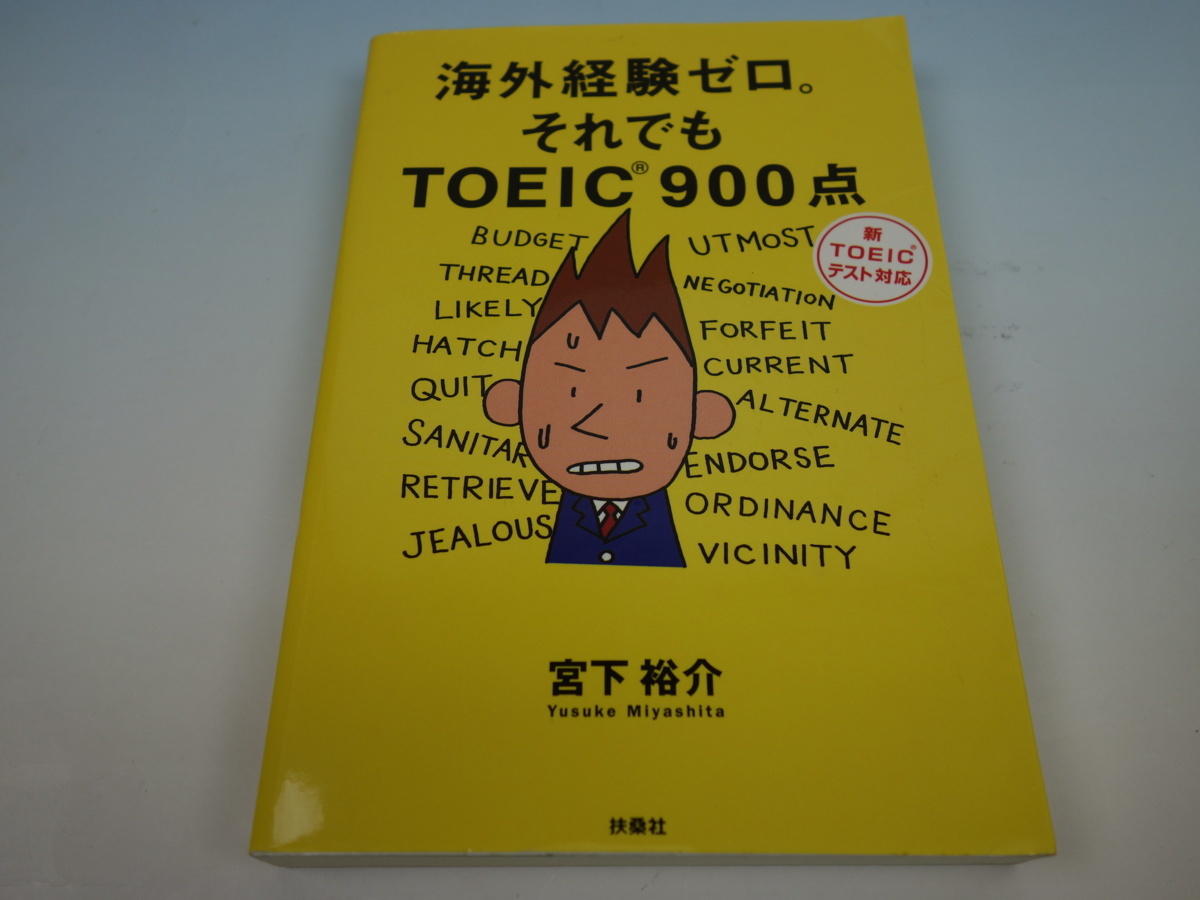 海外経験ゼロ。
それでも
TOEIC® 900点
新
TOEIC®
テスト対応
BUDGET
THREAD
LIKELY
HATCH
QUIT
SANITAR
RETRIEVE
JEALOUS
UTMOST
NEGOTIATION
FORFEIT
CURRENT
ALTERNATE
ENDORSE
ORDINANCE
VICINITY
宮下 裕介
Yusuke Miyashita
扶桑社